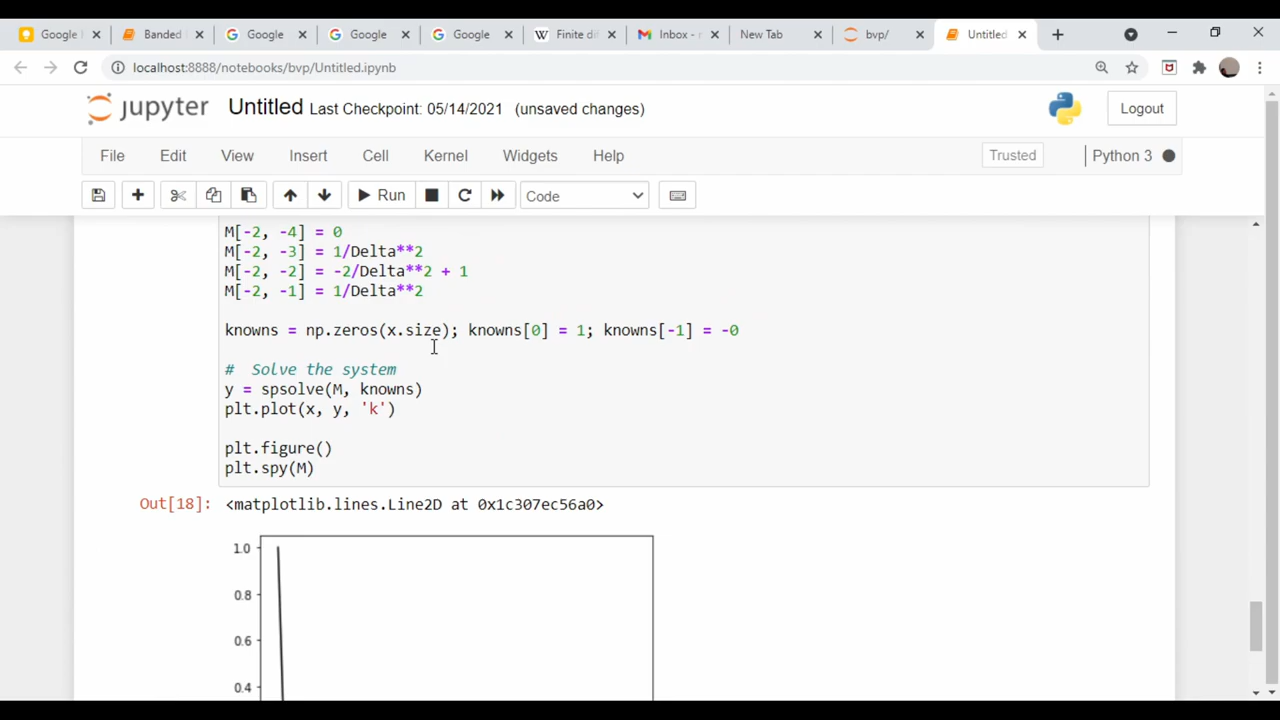 Google
Banded
Google
Google
Google
W Finite dif
Inbox - r
New Tab
bvp/
Untitled
localhost:8888/notebooks/bvp/Untitled.ipynb
jupyter Untitled Last Checkpoint: 05/14/2021 (unsaved changes)
Logout
File Edit View Insert Cell Kernel Widgets Help
Trusted
Python 3
Run
Code
M[-2, -4] = 0
M[-2, -3] = 1/Delta**2
M[-2, -2] = -2/Delta**2 + 1
M[-2, -1] = 1/Delta**2
knowns = np.zeros(x.size); knowns[0] = 1; knowns[-1] = -0
# Solve the system
y = spsolve(M, knowns)
plt.plot(x, y, 'k')
plt.figure()
plt.spy(M)
Out[18]: <matplotlib.lines.Line2D at 0x1c307ec56a0>
1.0
0.8
0.6
0.4